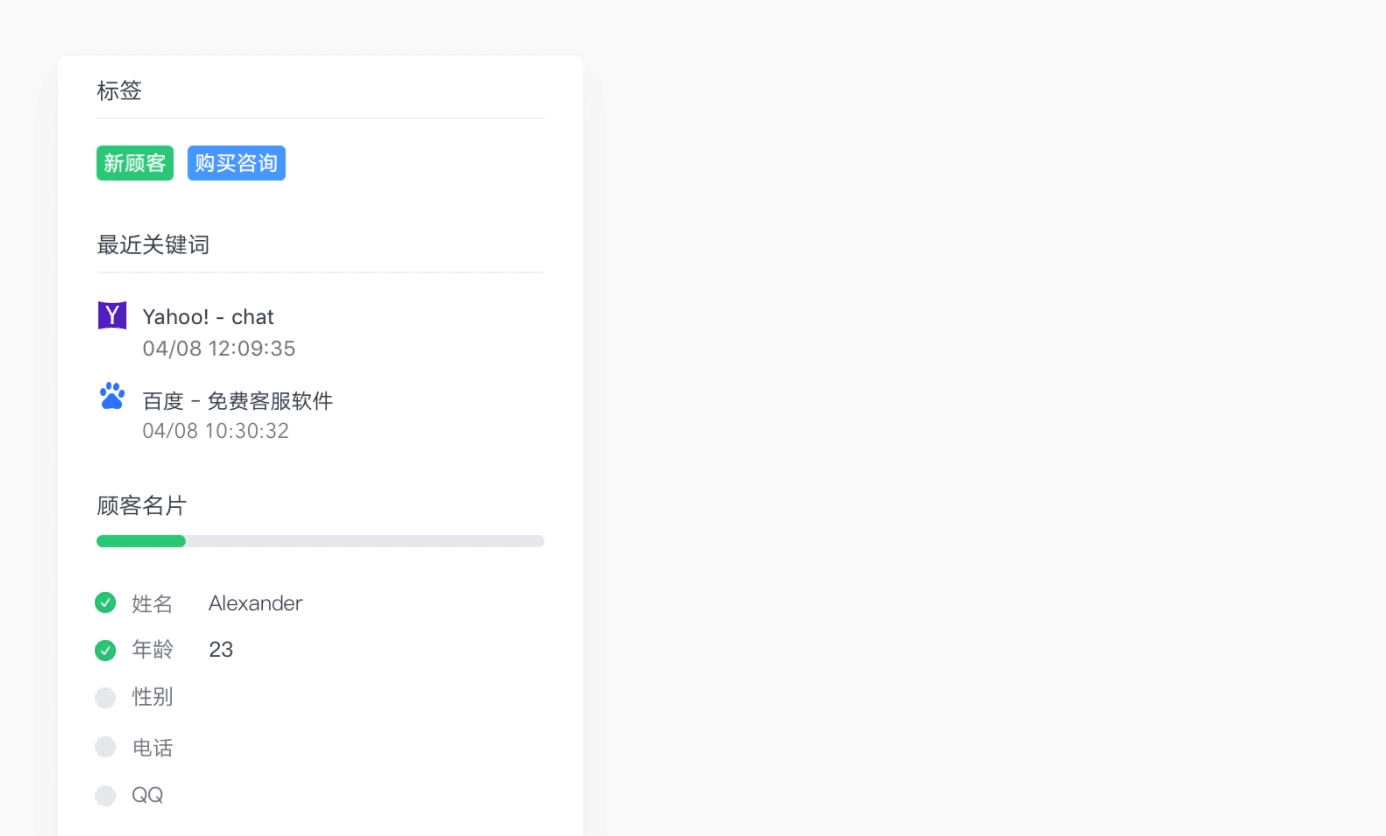 标签
新顾客 购买咨询
最近关键词
Y Yahoo! - chat
04/08 12:09:35
百度 - 免费客服软件
04/08 10:30:32
顾客名片
姓名 Alexander
年龄 23
性别
电话
QQ